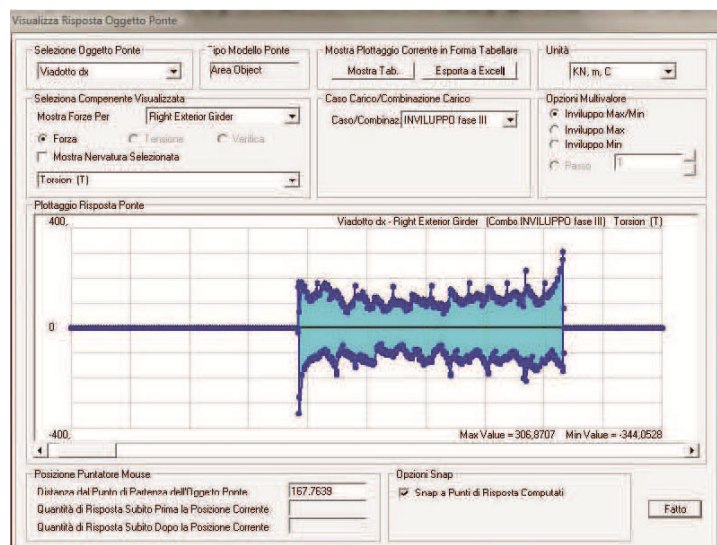 Visualizza Risposta Oggetto Ponte
Selezione Oggetto Ponte
Viadotto dx
Tipo Modello Ponte
Area Object
Mostra Plottaggio Corrente in Forma Tabellare
Mostra Tab.
Esporta a Excell
Unità
KN, m, C
Seleziona Compenente Visualizzata
Mostra Forze Per
Right Exterior Girder
Forza
Tensione
Verifica
Mostra Nervatura Selezionata
Torsion (T)
Caso Carico/Combinazione Carico
Caso/Combinaz.
INVILUPPO fase III
Opzioni Multivalore
Inviluppo Max/Min
Inviluppo Max
Inviluppo Min
Passo
1
Plottaggio Risposta Ponte
400,
Viadotto dx - Right Exterior Girder (Combo INVILUPPO fase III) Torsion (T)
0
-400,
Max Value = 306,8707 Min Value = -344,0528
Posizione Puntatore Mouse
Distanza dal Punto di Partenza dell'Oggetto Ponte
167.7639
Quantità di Risposta Subito Prima la Posizione Corrente
Quantità di Risposta Subito Dopo la Posizione Corrente
Opzioni Snap
Snap a Punti di Risposta Computati
Fatto